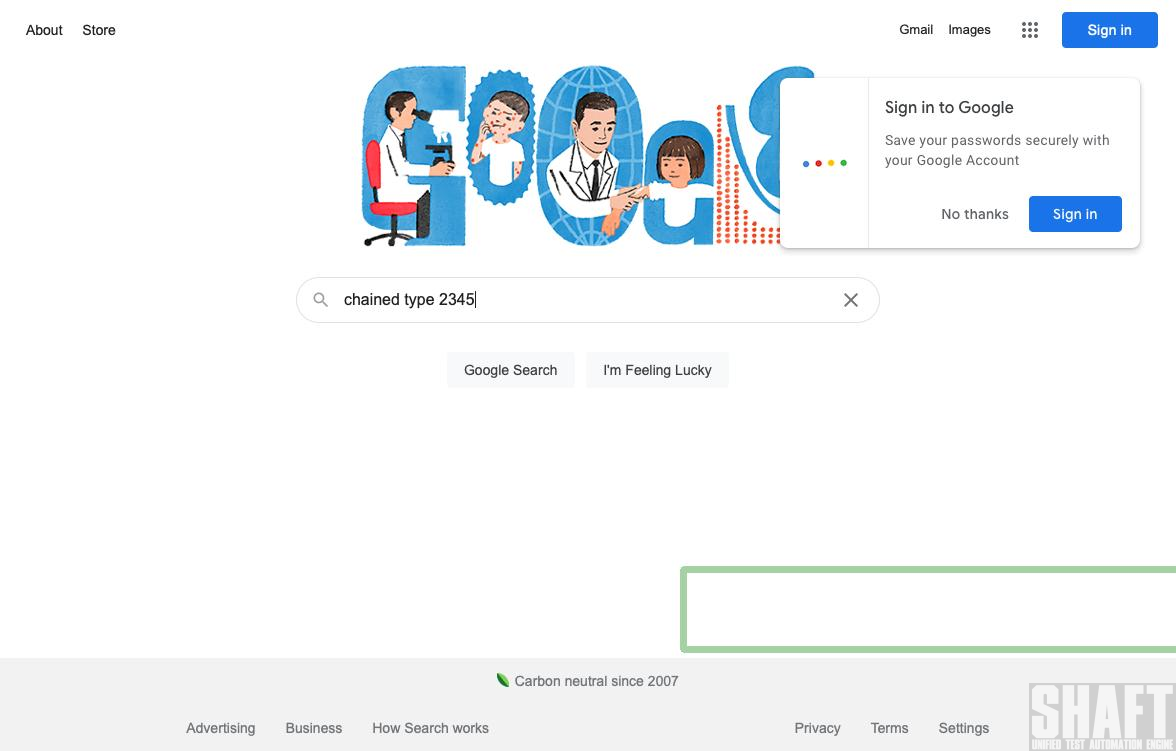 About Store
Gmail Images
Sign in
Google
Sign in to Google
Save your passwords securely with
your Google Account
No thanks
Sign in
chained type 2345
Google Search I'm Feeling Lucky
Carbon neutral since 2007
Advertising Business How Search works
Privacy Terms Settings
SHAFT
UNIFIED TEST AUTOMATION ENGINE